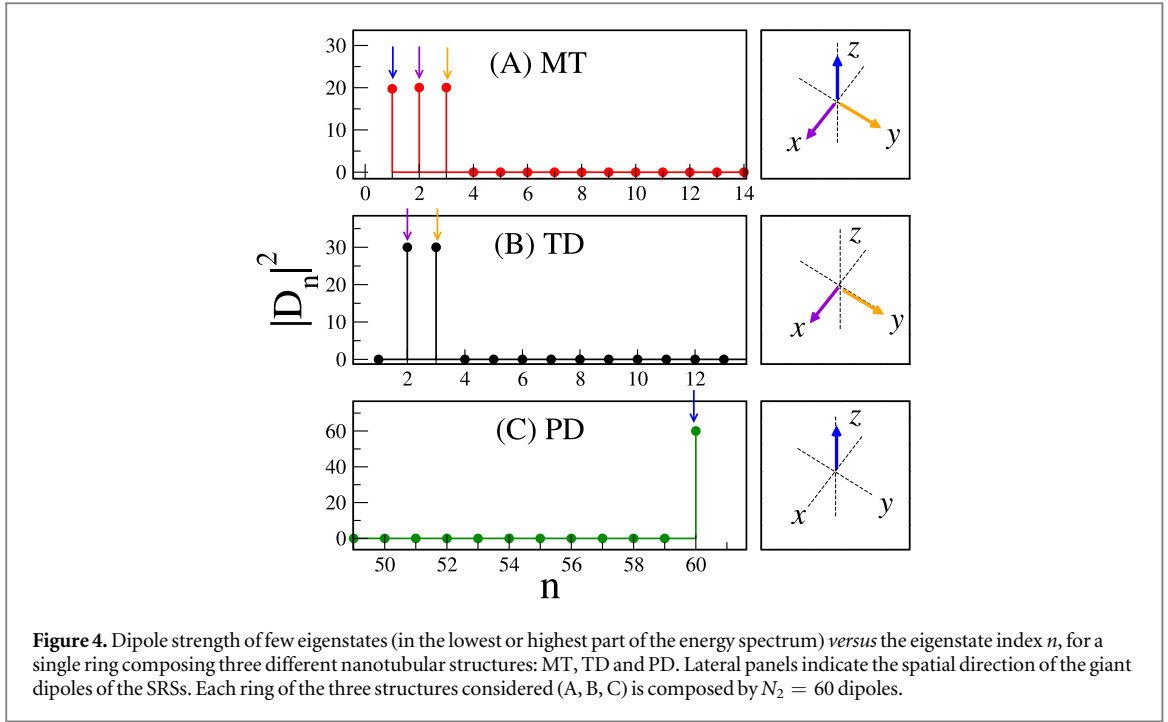 30
20
10
0
(A) MT
0 2 4 6 8 10 12 14
z
x
y
30
20
10
0
(B) TD
2 4 6 8 10 12
z
x
y
|Dn|²
60
40
20
0
(C) PD
50 52 54 56 58 60
n
z
x
y
Figure 4. Dipole strength of few eigenstates (in the lowest or highest part of the energy spectrum) versus the eigenstate index n, for a
single ring composing three different nanotubular structures: MT, TD and PD. Lateral panels indicate the spatial direction of the giant
dipoles of the SRSs. Each ring of the three structures considered (A, B, C) is composed by N₂ = 60 dipoles.